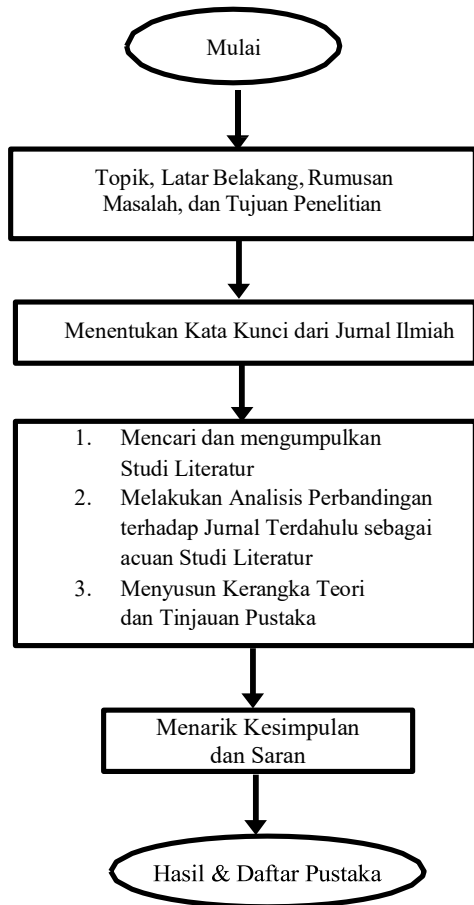 Mulai
Topik, Latar Belakang, Rumusan
Masalah, dan Tujuan Penelitian
Menentukan Kata Kunci dari Jurnal Ilmiah
1. Mencari dan mengumpulkan
Studi Literatur
2. Melakukan Analisis Perbandingan
terhadap Jurnal Terdahulu sebagai
acuan Studi Literatur
3. Menyusun Kerangka Teori
dan Tinjauan Pustaka
Menarik Kesimpulan
dan Saran
Hasil & Daftar Pustaka